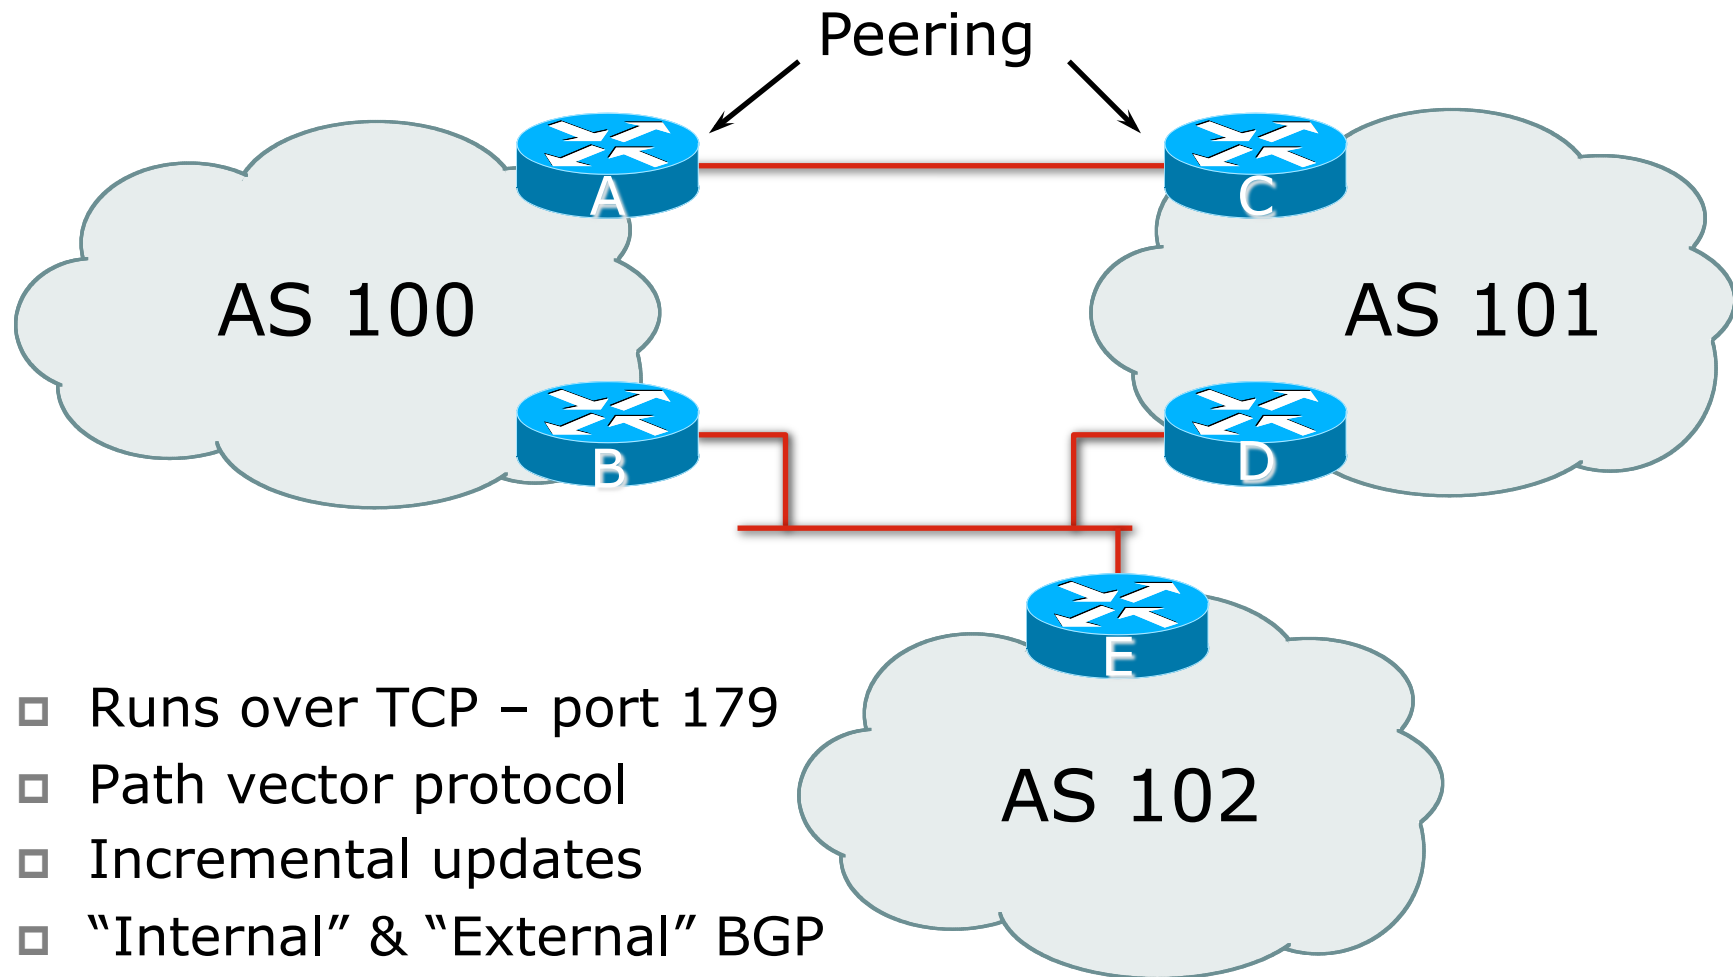 Peering
A
C
AS 100
AS 101
B
D
E
AS 102
Runs over TCP – port 179
Path vector protocol
Incremental updates
“Internal” & “External” BGP